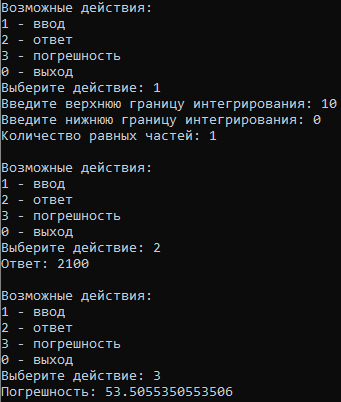 Возможные действия:
1 - ввод
2 - ответ
3 - погрешность
0 - выход
Выберите действие: 1
Введите верхнюю границу интегрирования: 10
Введите нижнюю границу интегрирования: 0
Количество равных частей: 1

Возможные действия:
1 - ввод
2 - ответ
3 - погрешность
0 - выход
Выберите действие: 2
Ответ: 2100

Возможные действия:
1 - ввод
2 - ответ
3 - погрешность
0 - выход
Выберите действие: 3
Погрешность: 53.5055350553506